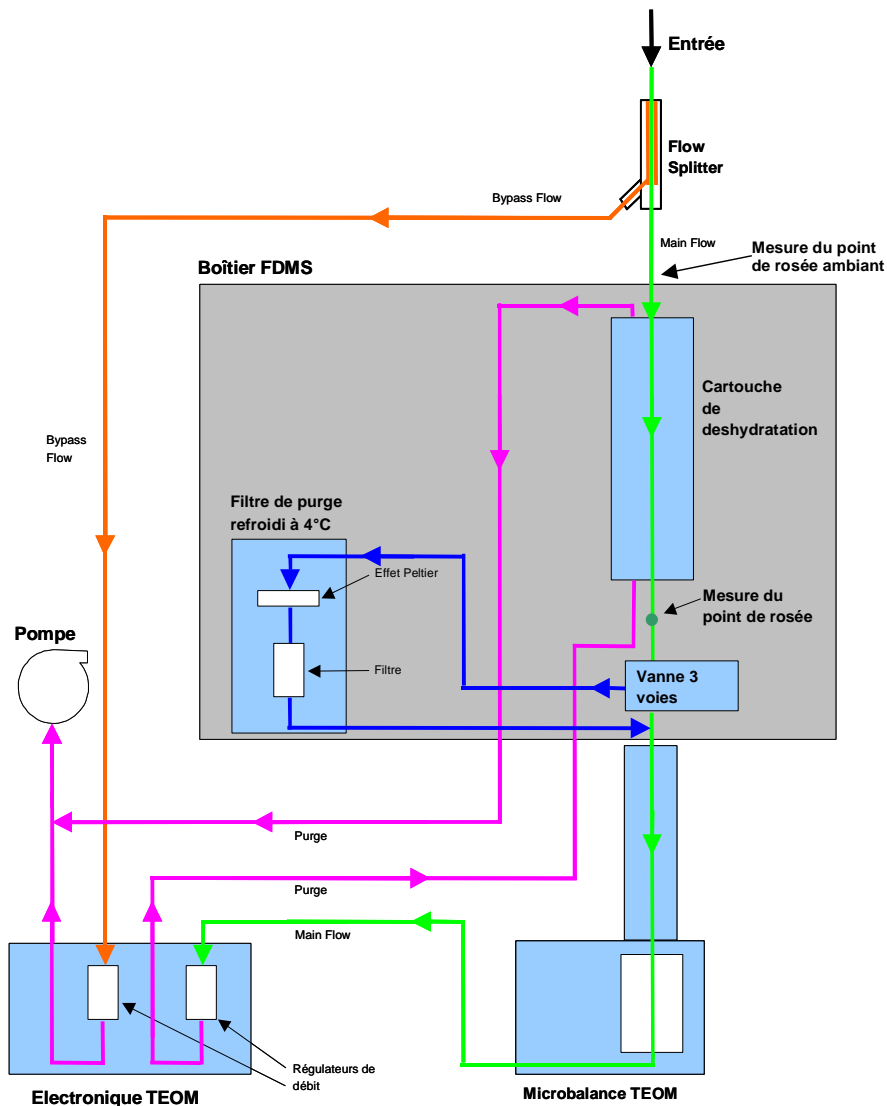 Entrée
Flow
Splitter
Bypass Flow
Main Flow
Mesure du point
de rosée ambiant
Boîtier FDMS
Cartouche
de
deshydratation
Bypass
Flow
Filtre de purge
refroidi à 4°C
Effet Peltier
Mesure du
point de rosée
Pompe
Filtre
Vanne 3
voies
Purge
Purge
Main Flow
Régulateurs de
débit
Electronique TEOM
Microbalance TEOM